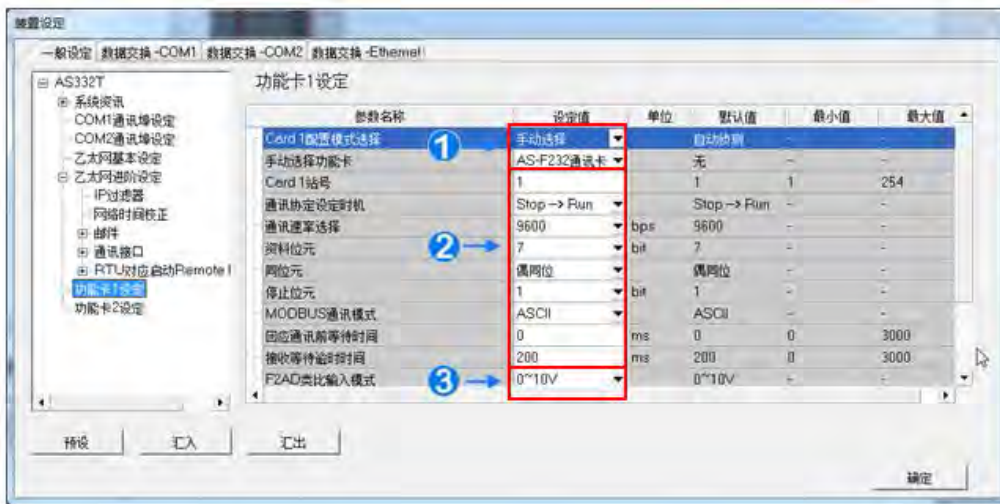 装置设定
一般设定 数据交换-COM1 数据交换-COM2 数据交换-Ethernet
AS332T
系统资讯
COM1通讯埠设定
COM2通讯埠设定
乙太网基本设定
乙太网进阶设定
IP过滤器
网络时间校正
邮件
通讯接口
RTU对应启动Remote I
功能卡1设定
功能卡2设定
功能卡1设定
参数名称 设定值 单位 默认值 最小值 最大值
Card 1配置模式选择 1 手动选择 自动侦测 -
手动选择功能卡 AS-F232通讯卡 无 - -
Card 1站号 1 1 1 254
通讯协定设定时机 Stop -> Run Stop -> Run - -
通讯速率选择 9600 bps 9600 - -
资料位元 2 7 bit 7 - -
同位元 偶同位 偶同位 - -
停止位元 1 bit 1 - -
MODBUS通讯模式 ASCII ASCII - -
回应通讯前等待时间 0 ms 0 0 3000
接收等待逾时时间 200 ms 200 0 3000
F2AD类比输入模式 3 0~10V 0~10V - -
预设 汇入 汇出
确定